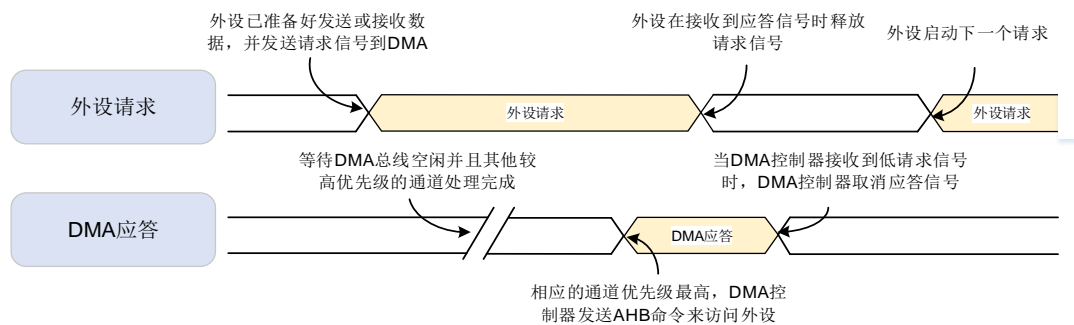 外设已准备好发送或接收数
据，并发送请求信号到DMA
外设在接收到应答信号时释放
请求信号
外设启动下一个请求
外设请求
外设请求
外设请求
等待DMA总线空闲并且其他较
高优先级的通道处理完成
当DMA控制器接收到低请求信号
时，DMA控制器取消应答信号
DMA应答
DMA应答
相应的通道优先级最高，DMA控
制器发送AHB命令来访问外设